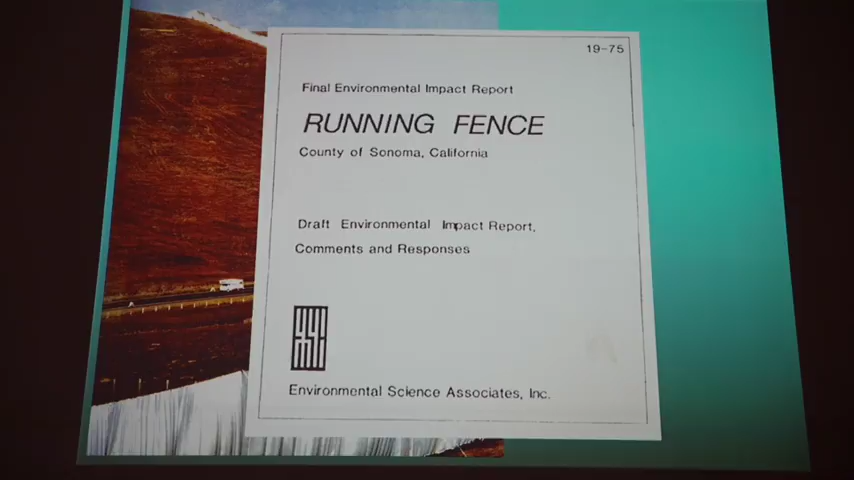 19-75
Final Environmental Impact Report
RUNNING FENCE
County of Sonoma, California
Draft Environmental Impact Report,
Comments and Responses
Environmental Science Associates, Inc.